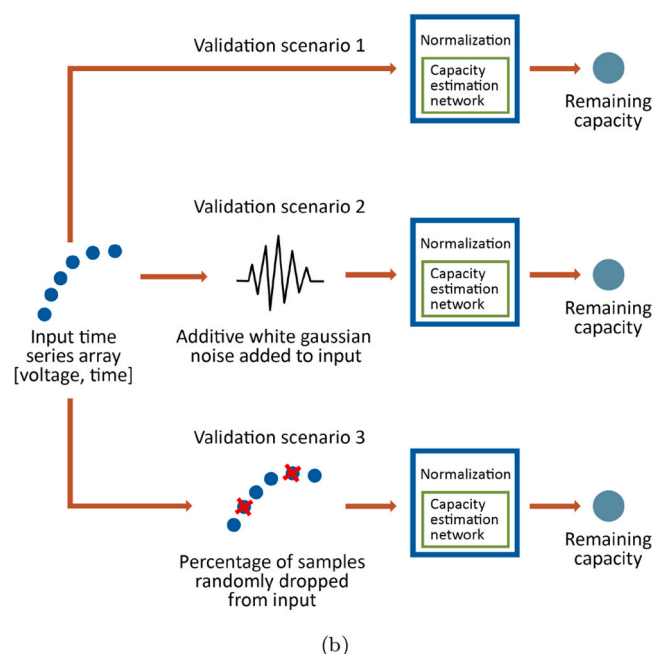 Validation scenario 1
Normalization
Capacity
estimation
network
Remaining
capacity
Validation scenario 2
Input time
series array
[voltage, time]
Additive white gaussian
noise added to input
Normalization
Capacity
estimation
network
Remaining
capacity
Validation scenario 3
Percentage of samples
randomly dropped
from input
Normalization
Capacity
estimation
network
Remaining
capacity
(b)